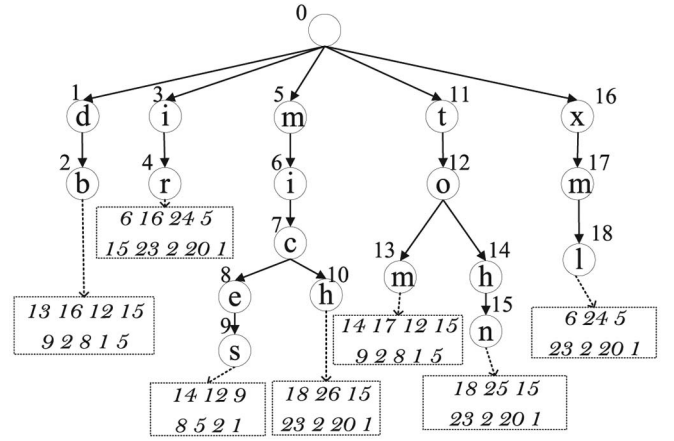 0
1 3 5 11 16
d i m t x
2 4 6 12 17
b r i o m
6 16 24 5
15 23 2 20 1
7 18
c l
13 14
m h
8 10
e h
15
n
13 16 12 15
9 2 8 1 5
14 17 12 15
9 2 8 1 5
6 24 5
23 2 20 1
9
s
14 12 9
8 5 2 1
18 26 15
23 2 20 1
18 25 15
23 2 20 1